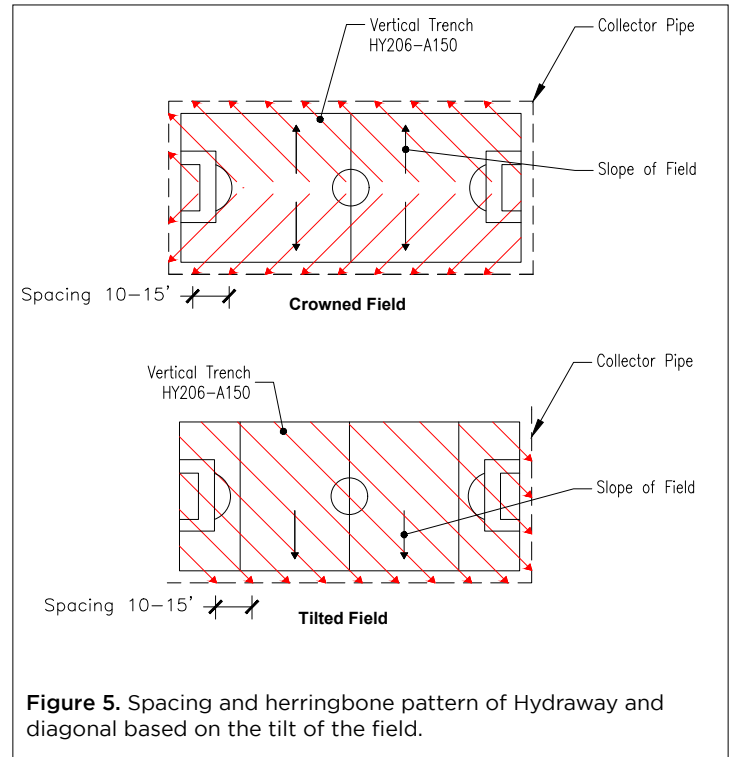 Vertical Trench
HY206-A150
Collector Pipe
Slope of Field
Spacing 10-15'
Crowned Field
Vertical Trench
HY206-A150
Collector Pipe
Slope of Field
Spacing 10-15'
Tilted Field
Figure 5. Spacing and herringbone pattern of Hydraway and
diagonal based on the tilt of the field.